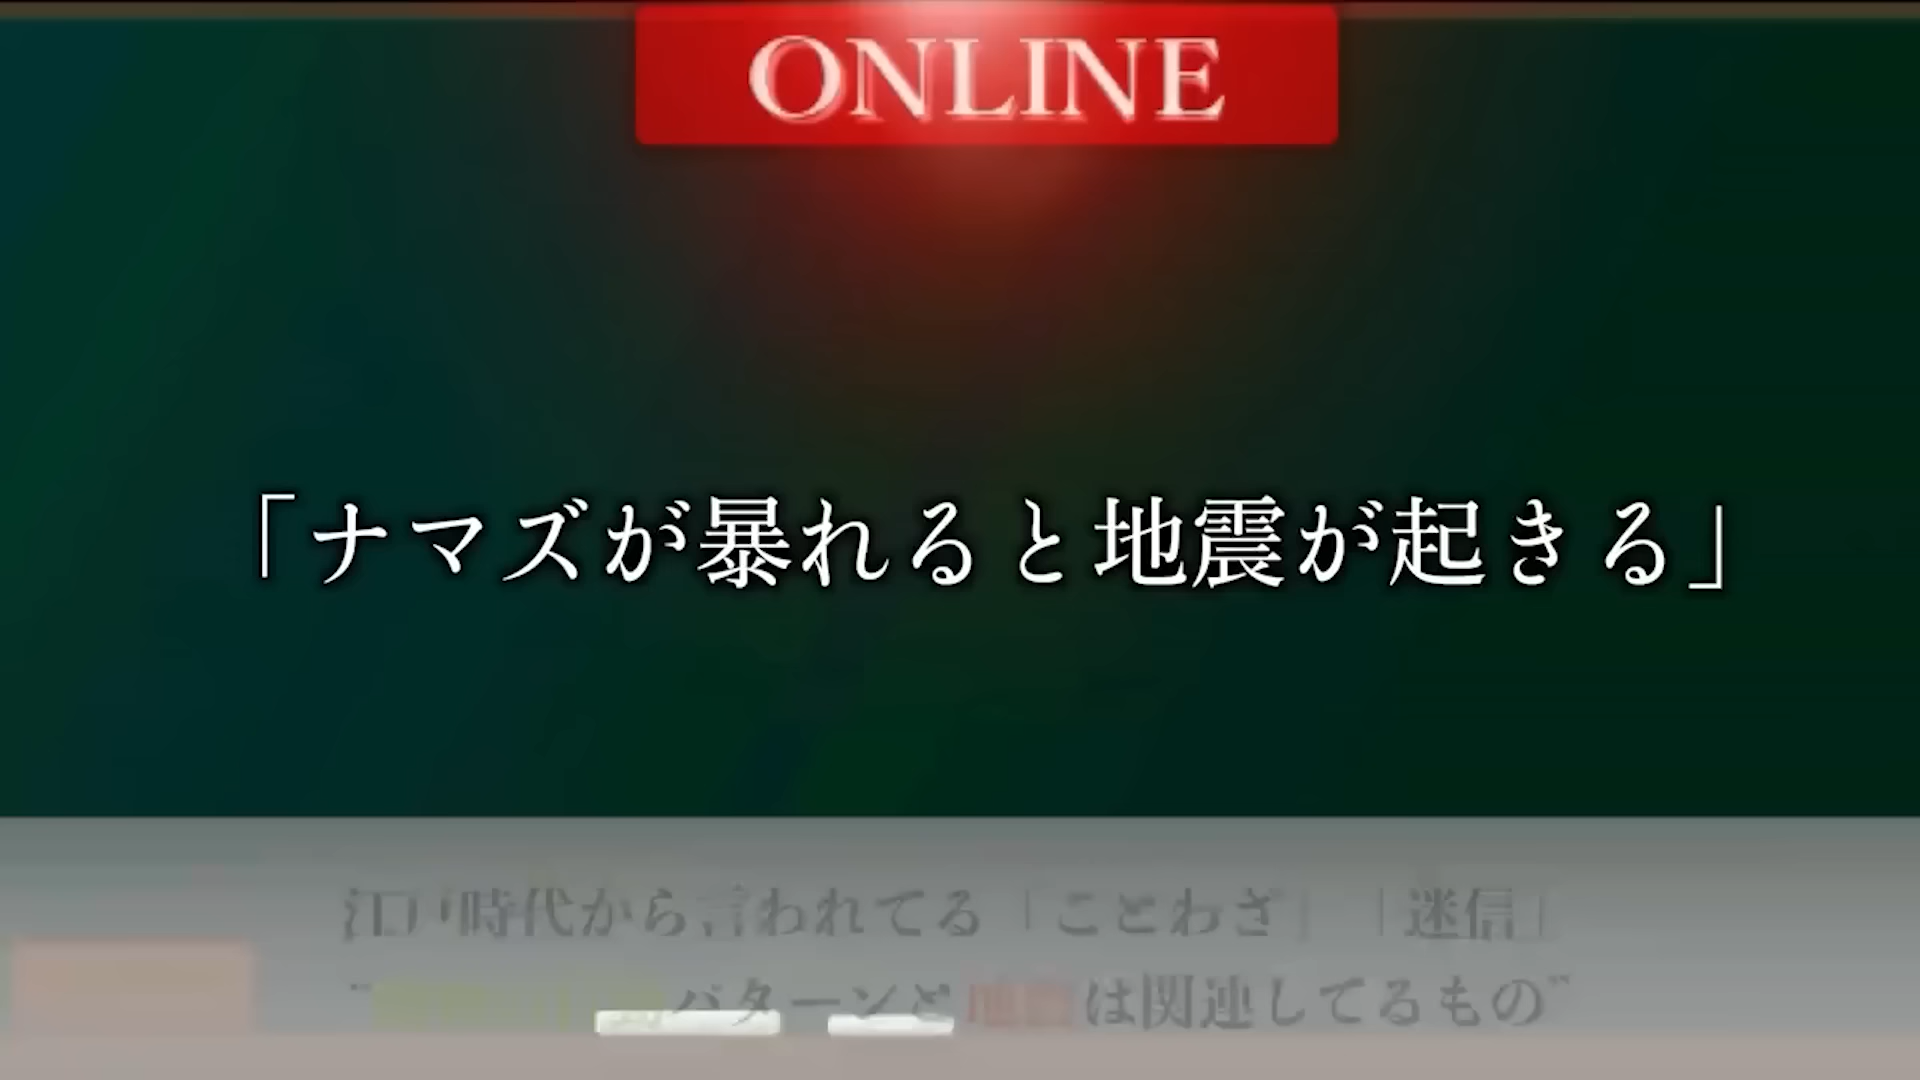 ONLINE
「ナマズが暴れると地震が起きる」
江戸時代から言われてる「ことわざ」「迷信」
パターンと地震は関連してるもの”